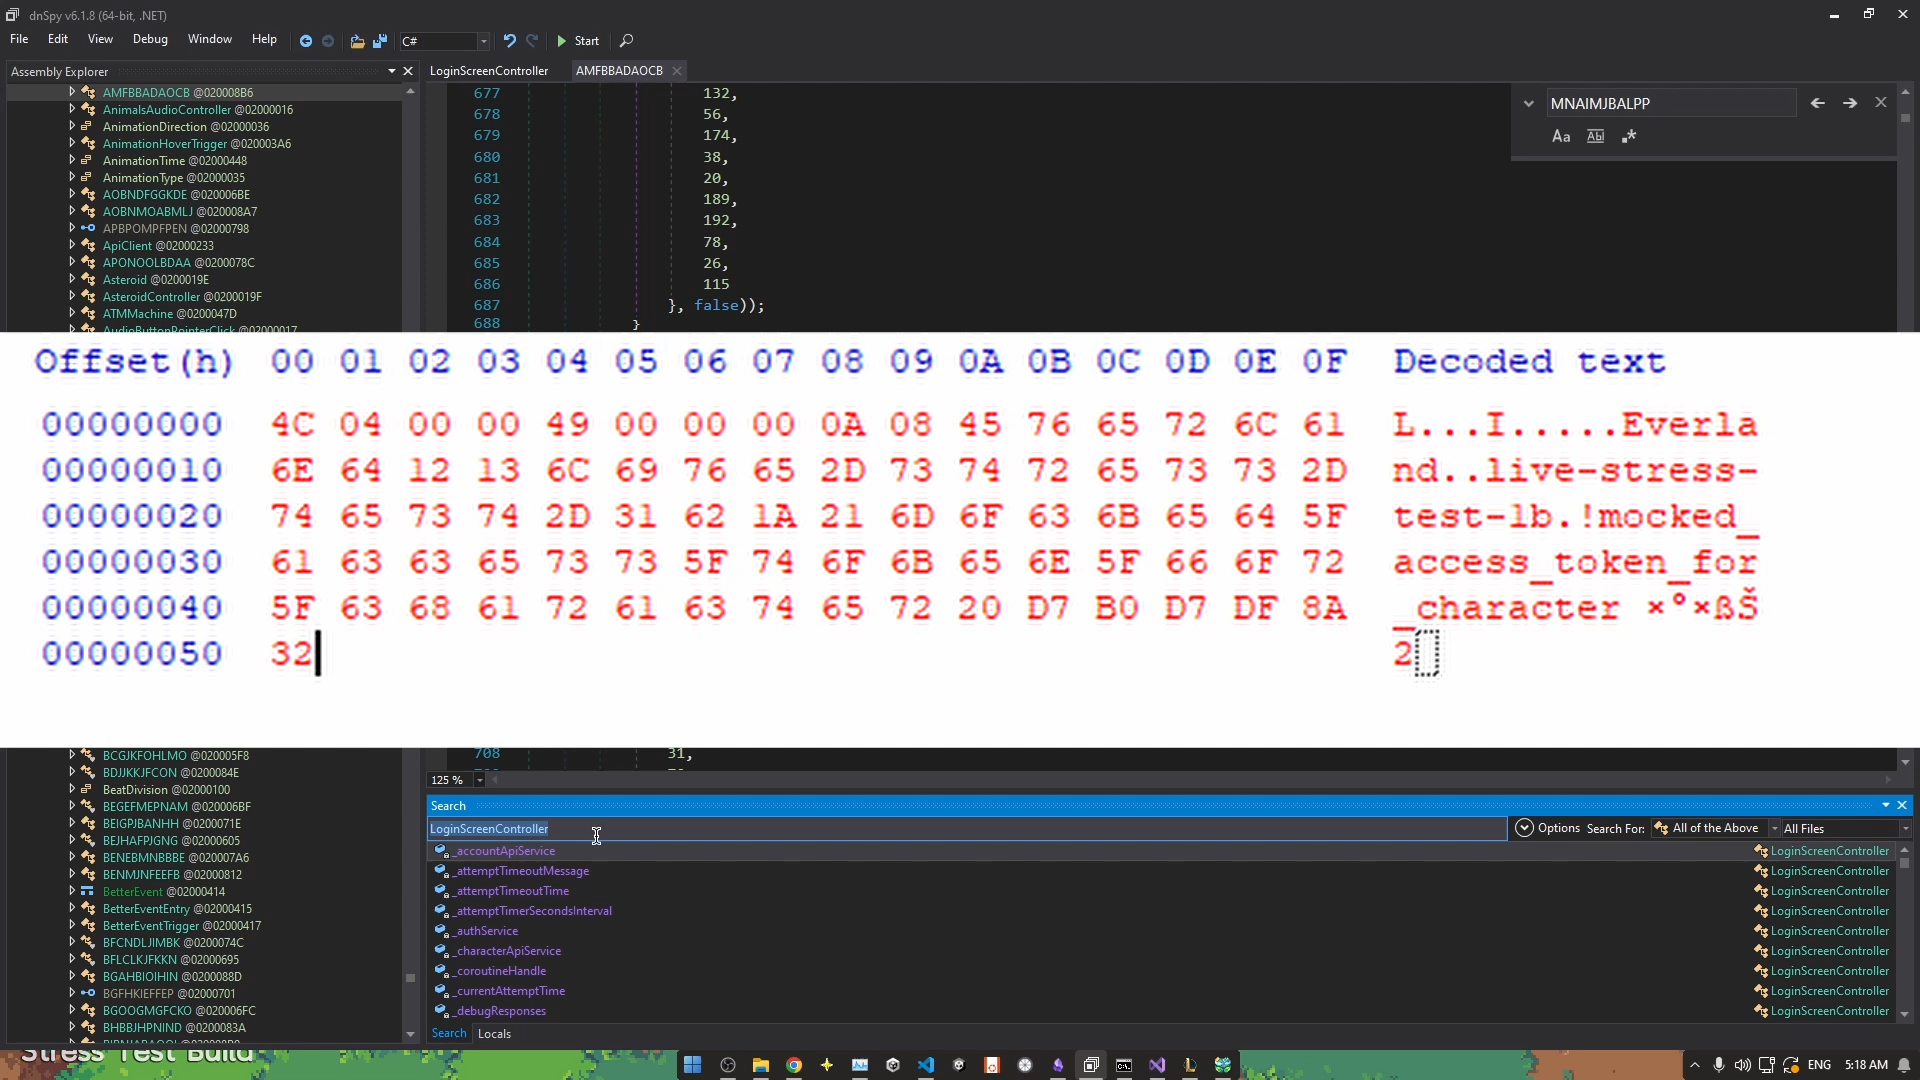 dnSpy v6.1.8 (64-bit, .NET)
File Edit View Debug Window Help C# Start
Assembly Explorer
LoginScreenController AMFBBADAOCB
AMFBBADAOCB @020008B6
AnimalsAudioController @02000016
AnimationDirection @02000036
AnimationHoverTrigger @020003A6
AnimationTime @02000448
AnimationType @02000035
AOBNDFGGKDE @020006BE
AOBNMOABMLJ @020008A7
APBPOMPFPEN @02000798
ApiClient @02000233
APONOOLBDAA @0200078C
Asteroid @0200019E
AsteroidController @0200019F
ATMMachine @0200047D
AudioButtonPointerClick @02000017
677 132,
678 56,
679 174,
680 38,
681 20,
682 189,
683 192,
684 78,
685 26,
686 115
687 }, false));
688 }
MNAIMJBALPP
Aa Abl .*
Offset(h) 00 01 02 03 04 05 06 07 08 09 0A 0B 0C 0D 0E 0F Decoded text
00000000 4C 04 00 00 49 00 00 00 0A 08 45 76 65 72 6C 61 L...I.....Everla
00000010 6E 64 12 13 6C 69 76 65 2D 73 74 72 65 73 73 2D nd..live-stress-
00000020 74 65 73 74 2D 31 62 1A 21 6D 6F 63 6B 65 64 5F test-1b.!mocked_
00000030 61 63 63 65 73 73 5F 74 6F 6B 65 6E 5F 66 6F 72 access_token_for
00000040 5F 63 68 61 72 61 63 74 65 72 20 D7 B0 D7 DF 8A _character ×°×ßŠ
00000050 32 2
BCGJKFOHLMO @020005F8
BDJJKKJFCON @0200084E
BeatDivision @02000100
BEGEFMEPNAM @020006BF
BEIGPJBANHH @0200071E
BEJHAFPJGNG @02000605
BENEBMNBBBE @020007A6
BENMJNFEEFB @02000812
BetterEvent @02000414
BetterEventEntry @02000415
BetterEventTrigger @02000417
BFCNDLJIMBK @0200074C
BFLCLKJFKKN @02000695
BGAHBIOIHIN @0200088D
BGFHKIEFFEP @02000701
BGOOGMGFCKO @020006FC
BHBBJHPNIND @0200083A
708 31,
125 %
Search
LoginScreenController Options Search For: All of the Above All Files
_accountApiService LoginScreenController
_attemptTimeoutMessage LoginScreenController
_attemptTimeoutTime LoginScreenController
_attemptTimerSecondsInterval LoginScreenController
_authService LoginScreenController
_characterApiService LoginScreenController
_coroutineHandle LoginScreenController
_currentAttemptTime LoginScreenController
_debugResponses LoginScreenController
Search Locals
Stress Test Build
ENG 5:18 AM